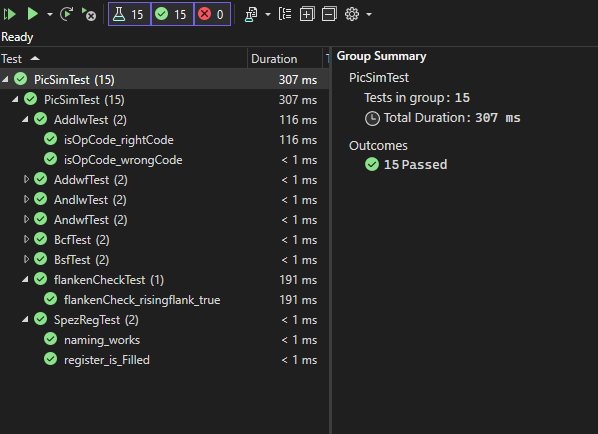 15 15 0
Ready
Test Duration T
PicSimTest (15) 307 ms
PicSimTest (15) 307 ms
AddlwTest (2) 116 ms
isOpCode_rightCode 116 ms
isOpCode_wrongCode < 1 ms
AddwfTest (2) < 1 ms
AndlwTest (2) < 1 ms
AndwfTest (2) < 1 ms
BcfTest (2) < 1 ms
BsfTest (2) < 1 ms
flankenCheckTest (1) 191 ms
flankenCheck_risingflank_true 191 ms
SpezRegTest (2) < 1 ms
naming_works < 1 ms
register_is_Filled < 1 ms
Group Summary
PicSimTest
Tests in group: 15
Total Duration: 307 ms
Outcomes
15 Passed